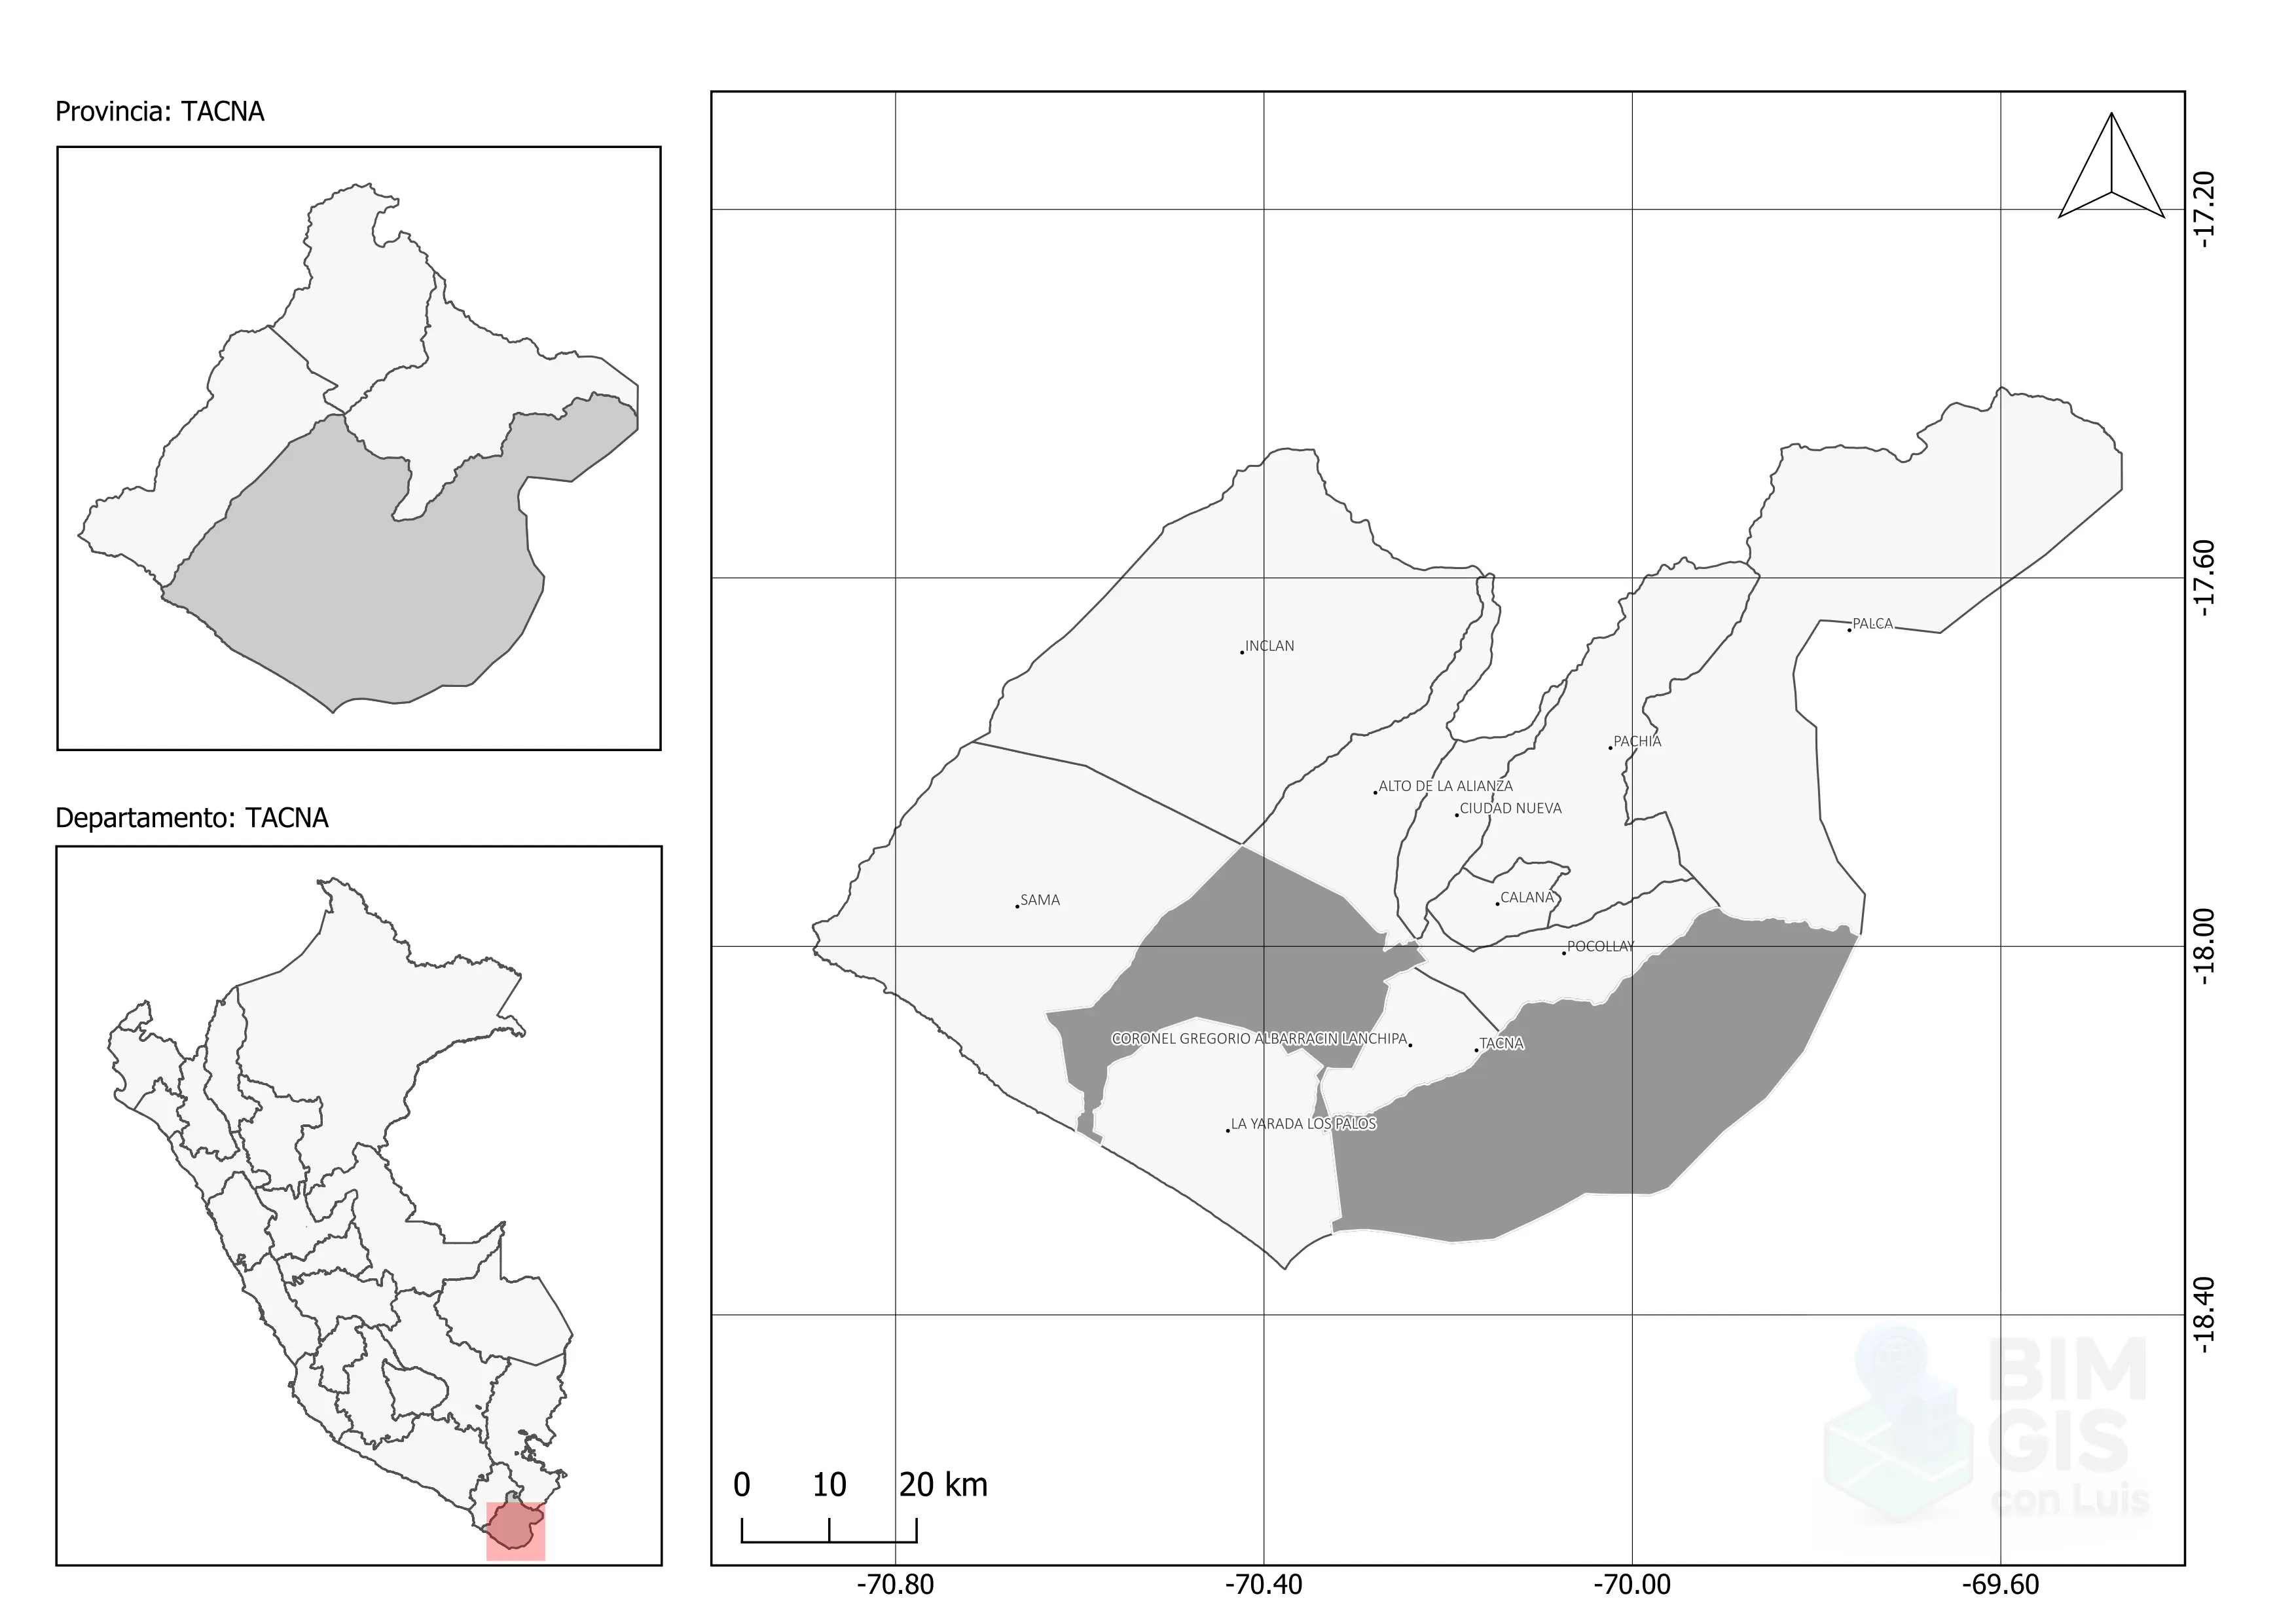 Provincia: TACNA
Departamento: TACNA
INCLAN
PALCA
PACHIA
ALTO DE LA ALIANZA
CIUDAD NUEVA
SAMA
CALANA
POCOLLAY
CORONEL GREGORIO ALBARRACIN LANCHIPA
TACNA
LA YARADA LOS PALOS
-17.20
-17.60
-18.00
-18.40
0 10 20 km
BIM
GIS
con Luis
-70.80 -70.40 -70.00 -69.60